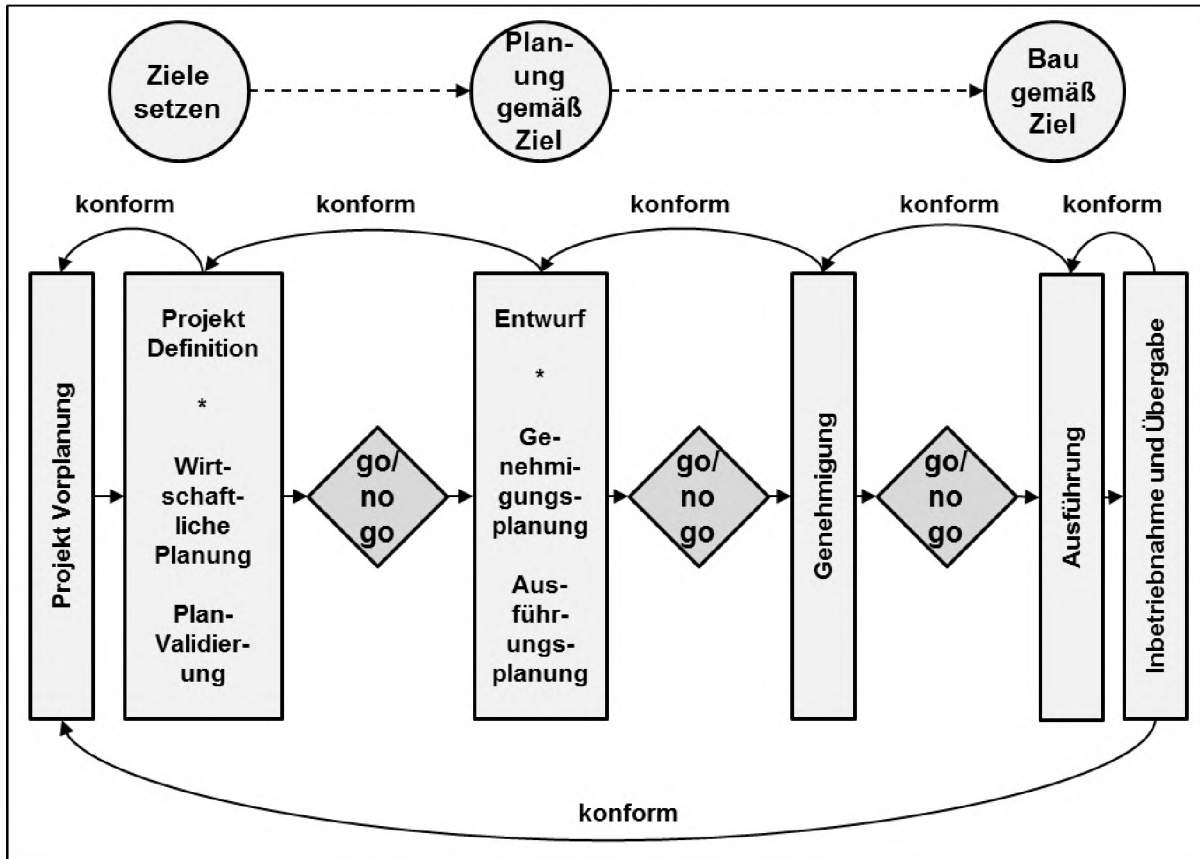 Ziele
setzen
Plan-
ung
gemäß
Ziel
Bau
gemäß
Ziel
konform
konform
konform
konform
konform
Projekt Vorplanung
Projekt
Definition
*
Wirt-
schaft-
liche
Planung
Plan-
Validier-
ung
go/
no
go
Entwurf
*
Ge-
nehmi-
gungs-
planung
Aus-
führ-
ungs-
planung
go/
no
go
Genehmigung
go/
no
go
Ausführung
Inbetriebnahme und Übergabe
konform